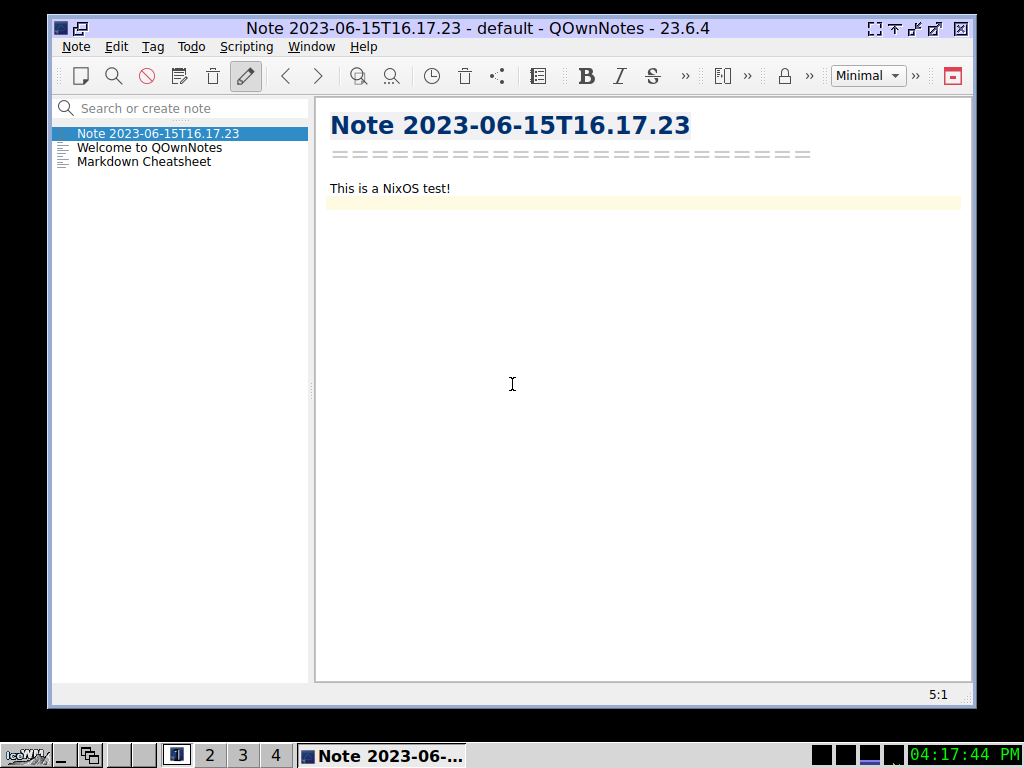 Note 2023-06-15T16.17.23 - default - QOwnNotes - 23.6.4
Note Edit Tag Todo Scripting Window Help
B I S » » » Minimal »
Search or create note
Note 2023-06-15T16.17.23
Welcome to QOwnNotes
Markdown Cheatsheet
Note 2023-06-15T16.17.23
========================
This is a NixOS test!
5:1
IceWM 1 2 3 4 Note 2023-06-... 04:17:44 PM